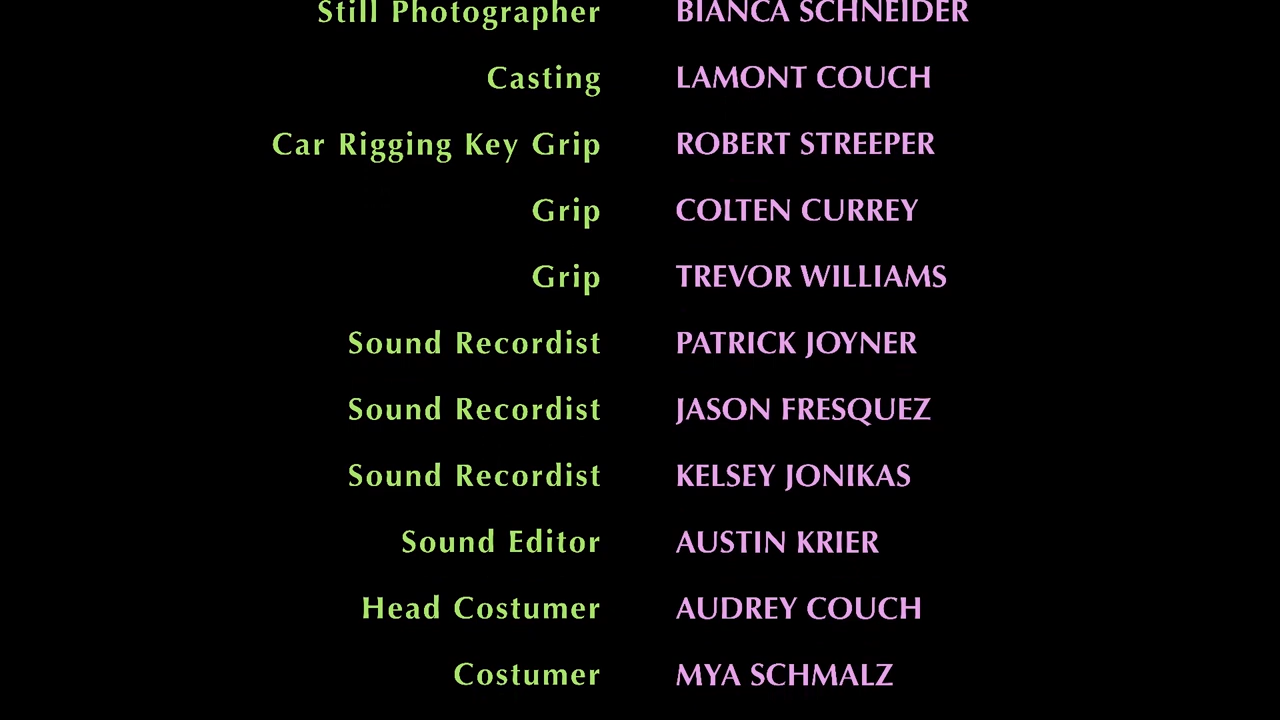 Still Photographer BIANCA SCHNEIDER
Casting LAMONT COUCH
Car Rigging Key Grip ROBERT STREEPER
Grip COLTEN CURREY
Grip TREVOR WILLIAMS
Sound Recordist PATRICK JOYNER
Sound Recordist JASON FRESQUEZ
Sound Recordist KELSEY JONIKAS
Sound Editor AUSTIN KRIER
Head Costumer AUDREY COUCH
Costumer MYA SCHMALZ